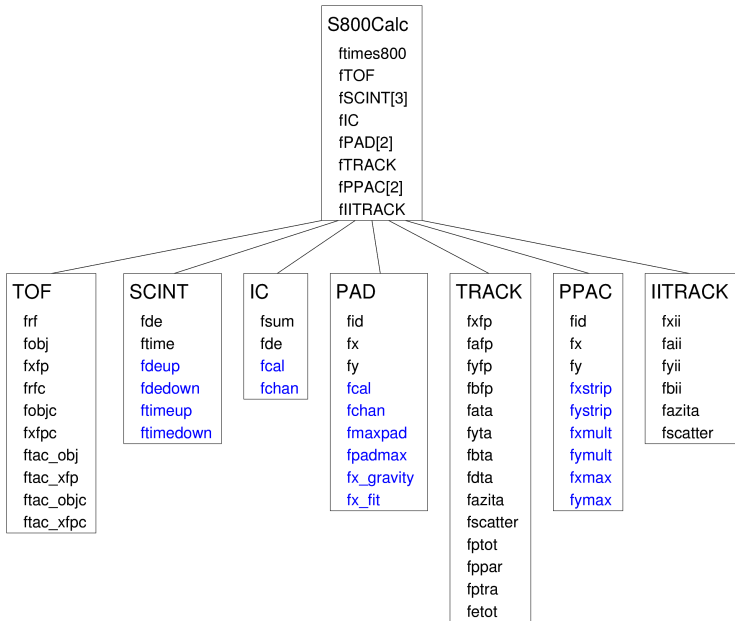 S800Calc
ftimes800
fTOF
fSCINT[3]
fIC
fPAD[2]
fTRACK
fPPAC[2]
fIITRACK
TOF
frf
fobj
fxfp
frfc
fobjc
fxfpc
ftac_obj
ftac_xfp
ftac_objc
ftac_xfpc
SCINT
fde
ftime
fdeup
fdedown
ftimeup
ftimedown
IC
fsum
fde
fcal
fchan
PAD
fid
fx
fy
fcal
fchan
fmaxpad
fpadmax
fx_gravity
fx_fit
TRACK
fxfp
fafp
fyfp
fbfp
fata
fyta
fbta
fdta
fazita
fscatter
fptot
fppar
fptra
fetot
PPAC
fid
fx
fy
fxstrip
fystrip
fxmult
fymult
fxmax
fymax
IITRACK
fxii
faii
fyii
fbii
fazita
fscatter